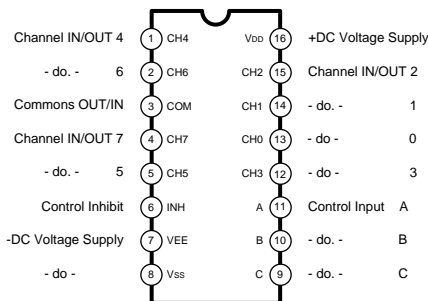 Channel IN/OUT 4 1 CH4 VDD 16 +DC Voltage Supply
- do. - 6 2 CH6 CH2 15 Channel IN/OUT 2
Commons OUT/IN 3 COM CH1 14 - do. - 1
Channel IN/OUT 7 4 CH7 CH0 13 - do - 0
- do. - 5 5 CH5 CH3 12 - do - 3
Control Inhibit 6 INH A 11 Control Input A
-DC Voltage Supply 7 VEE B 10 - do. - B
- do - 8 Vss C 9 - do. - C